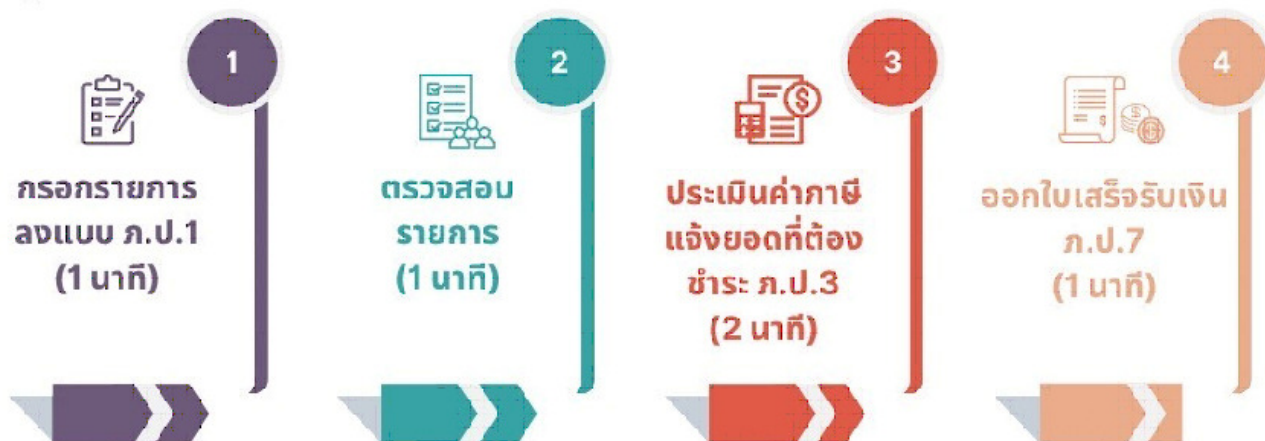 1
กรอกรายการ
ลงแบบ ภ.ป.1
(1 นาที)
2
ตรวจสอบ
รายการ
(1 นาที)
3
ประเมินค่าภาษี
แจ้งยอดที่ต้อง
ชำระ ภ.ป.3
(2 นาที)
4
ออกใบเสร็จรับเงิน
ภ.ป.7
(1 นาที)